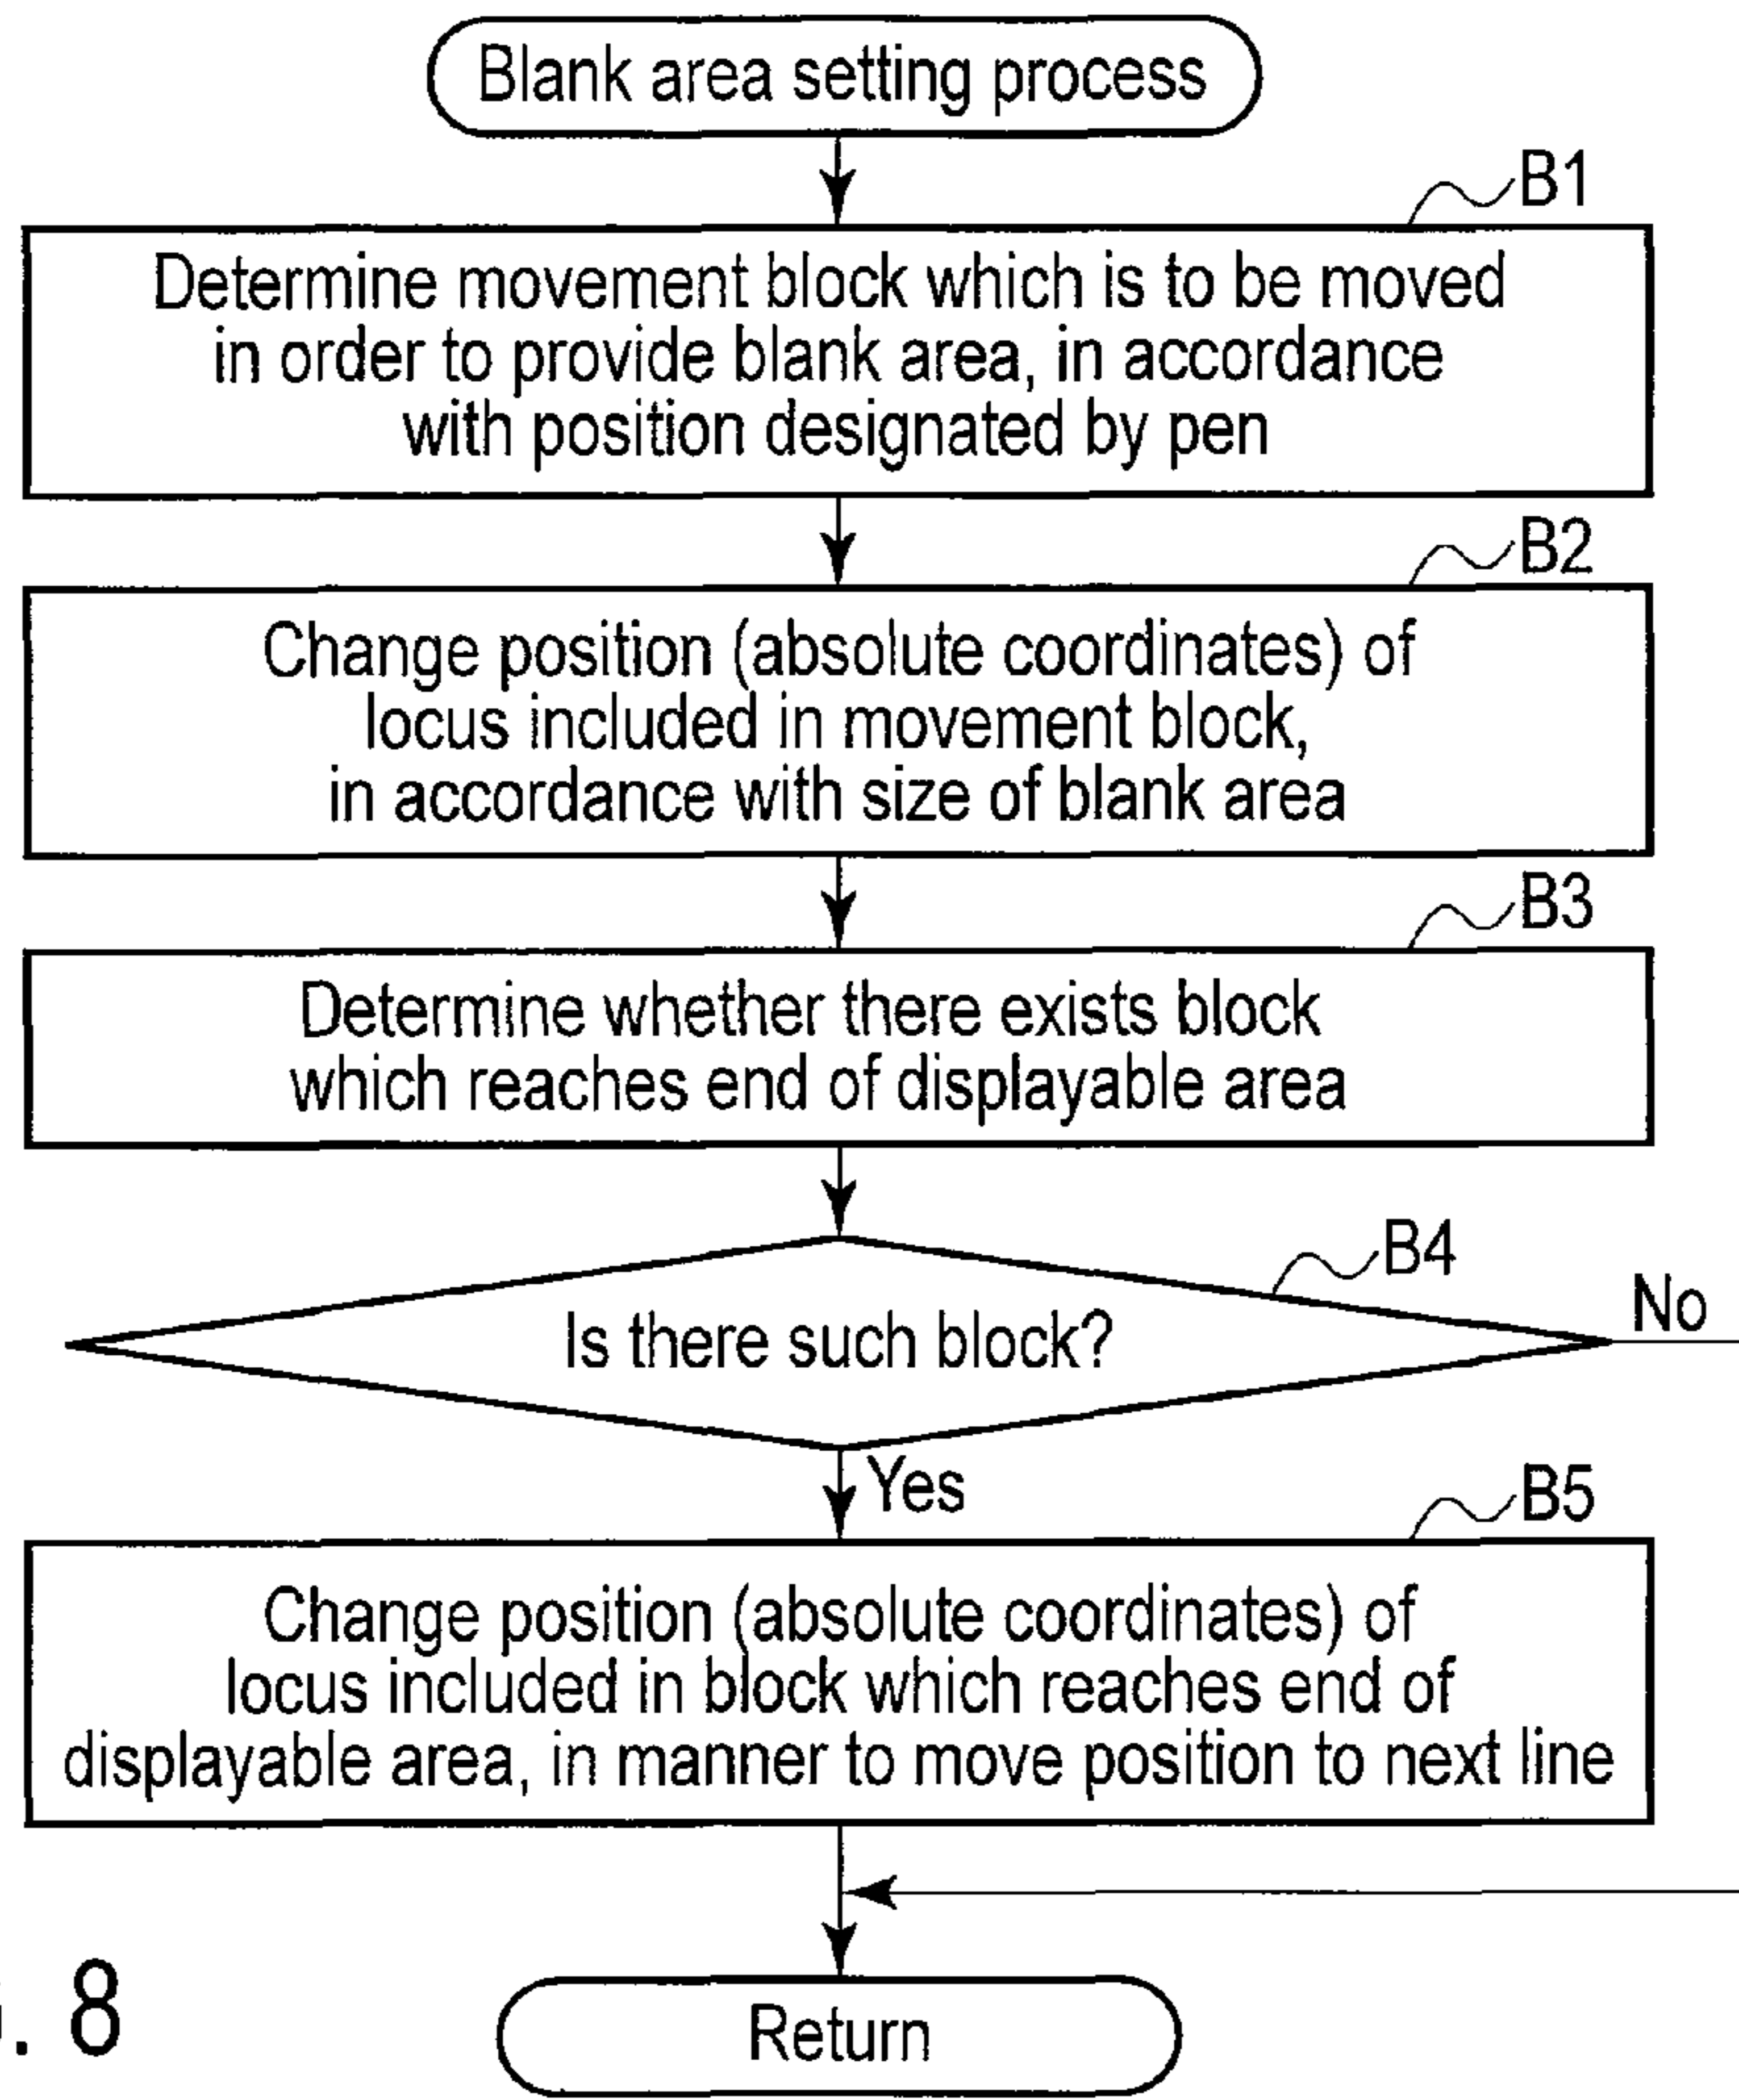 Blank area setting process
B1
Determine movement block which is to be moved
in order to provide blank area, in accordance
with position designated by pen
B2
Change position (absolute coordinates) of
locus included in movement block,
in accordance with size of blank area
B3
Determine whether there exists block
which reaches end of displayable area
B4
Is there such block?
No
Yes
B5
Change position (absolute coordinates) of
locus included in block which reaches end of
displayable area, in manner to move position to next line
. 8
Return